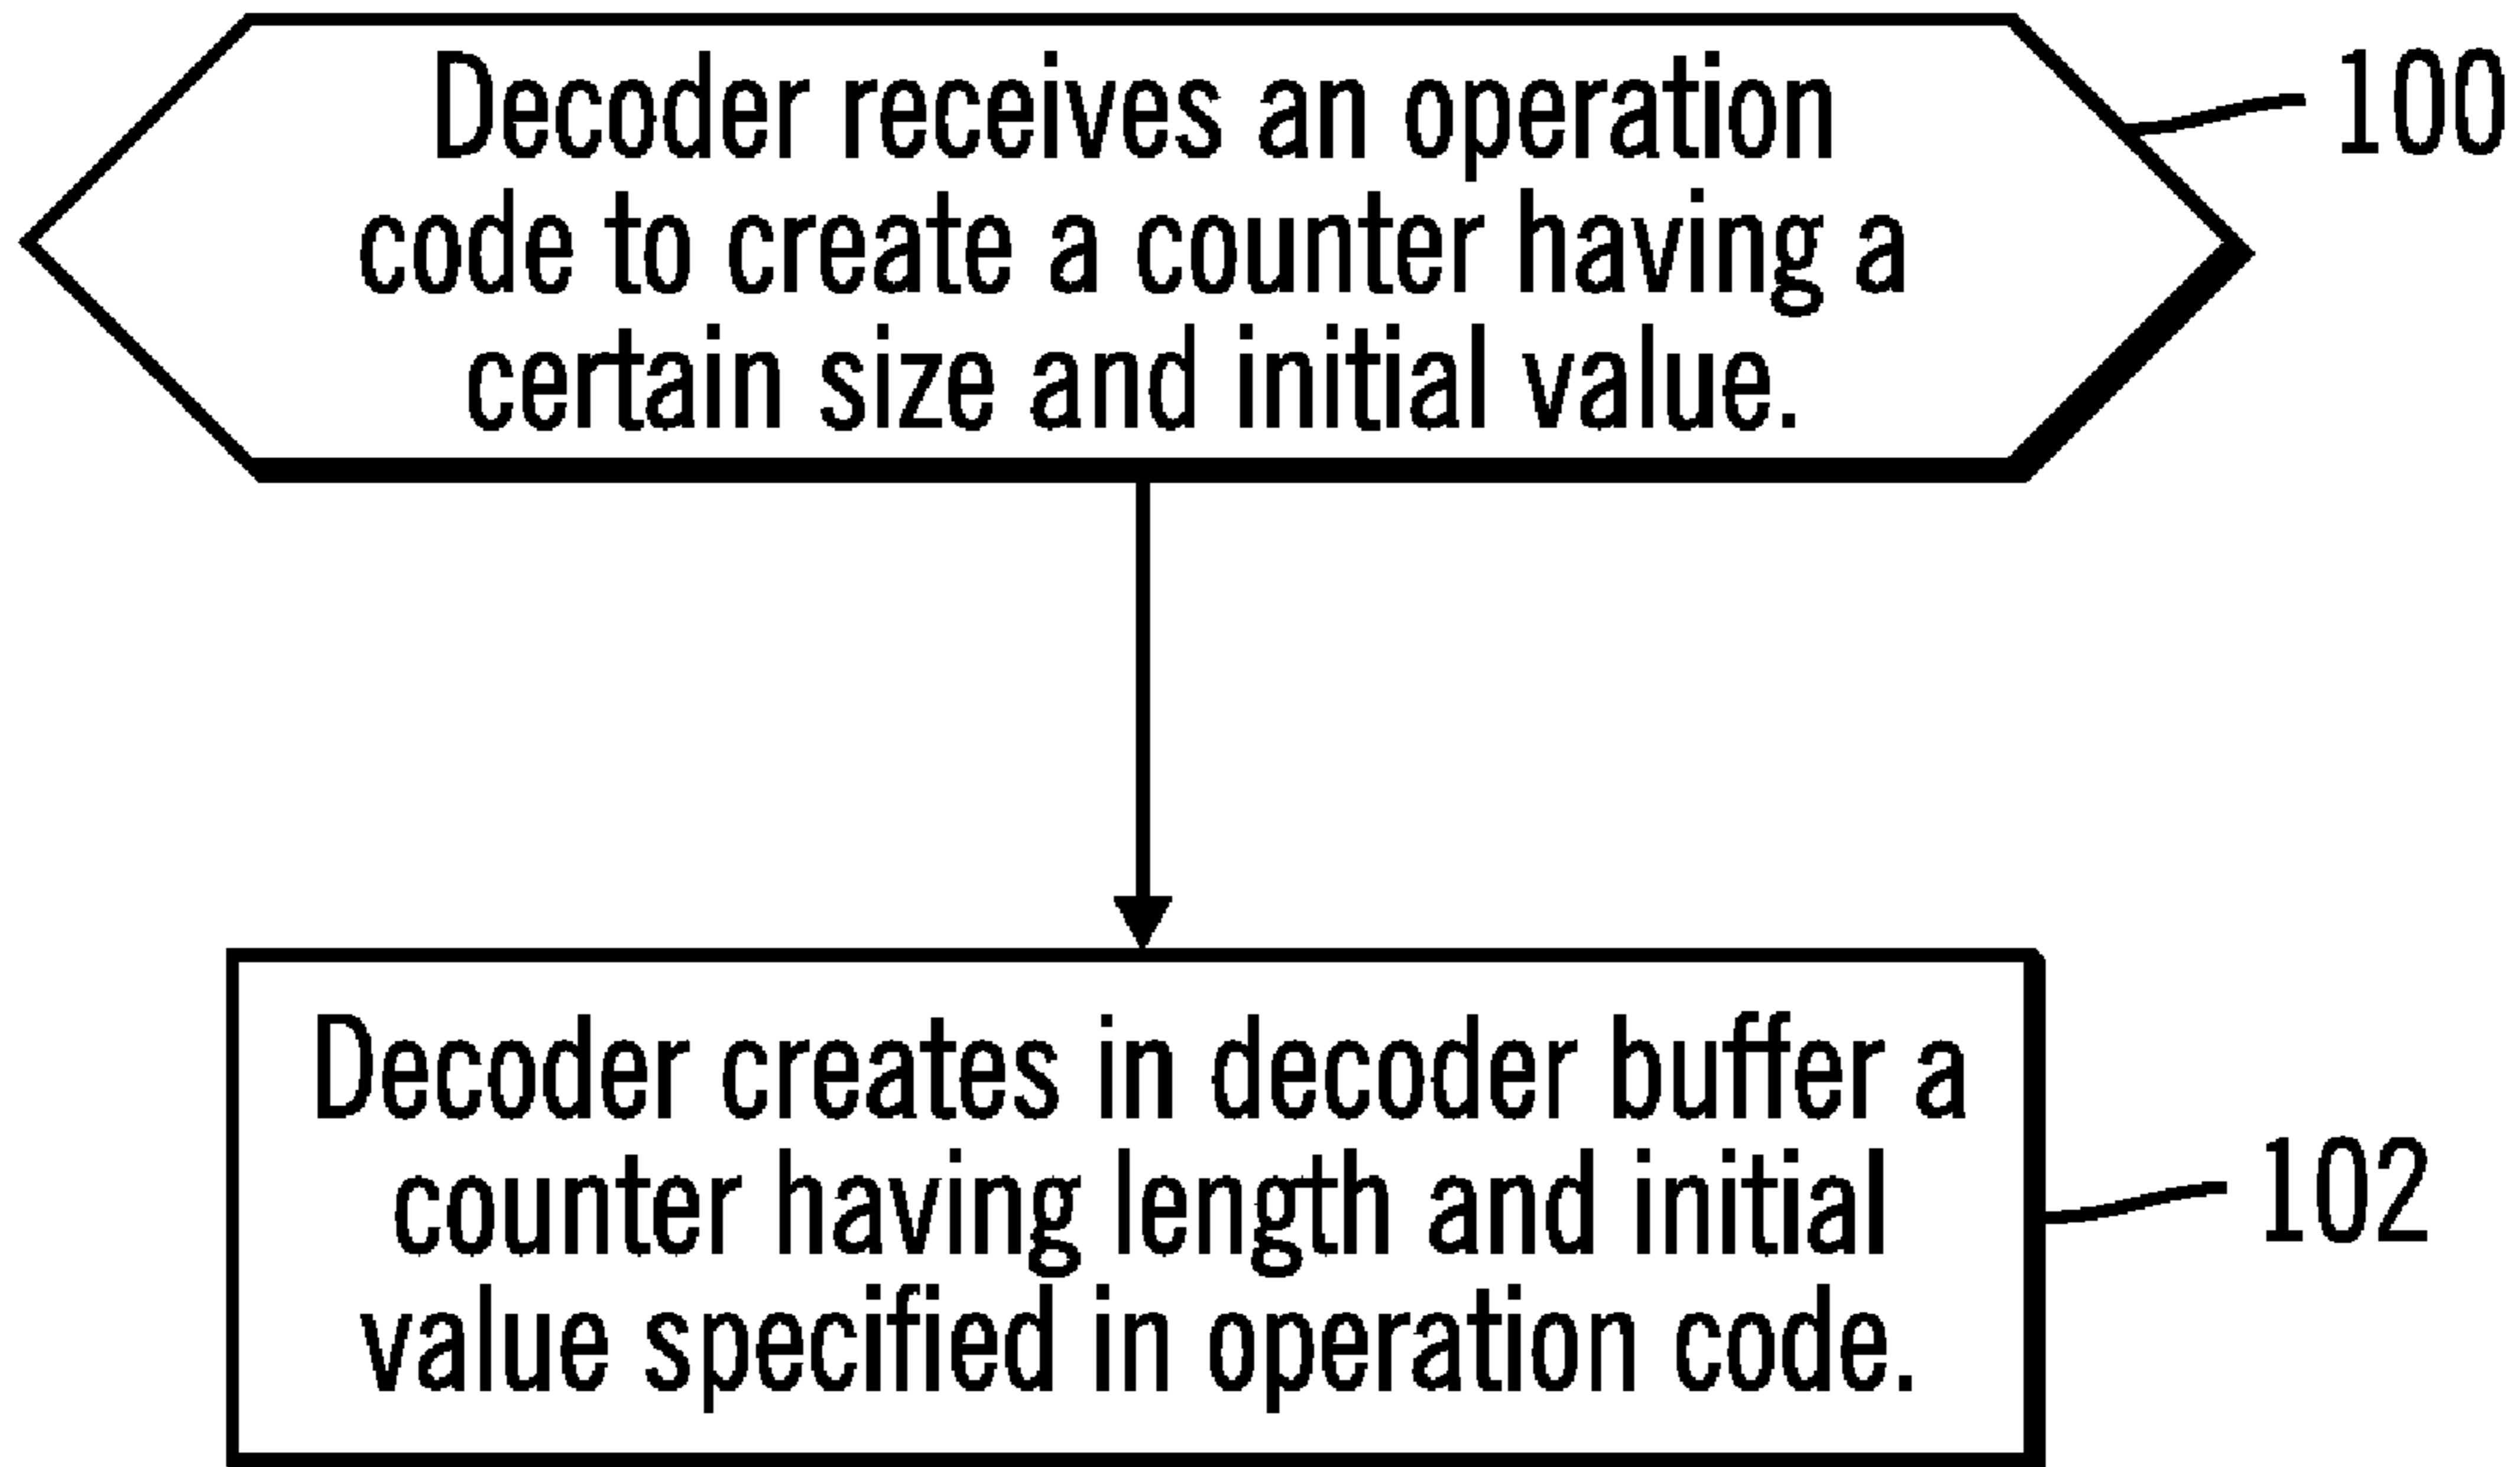 Decoder receives an operation
100
code to create a counter having a
certain size and initial value.
Decoder creates in decoder buffer a
counter having length and initial
102
value specified in operation code.